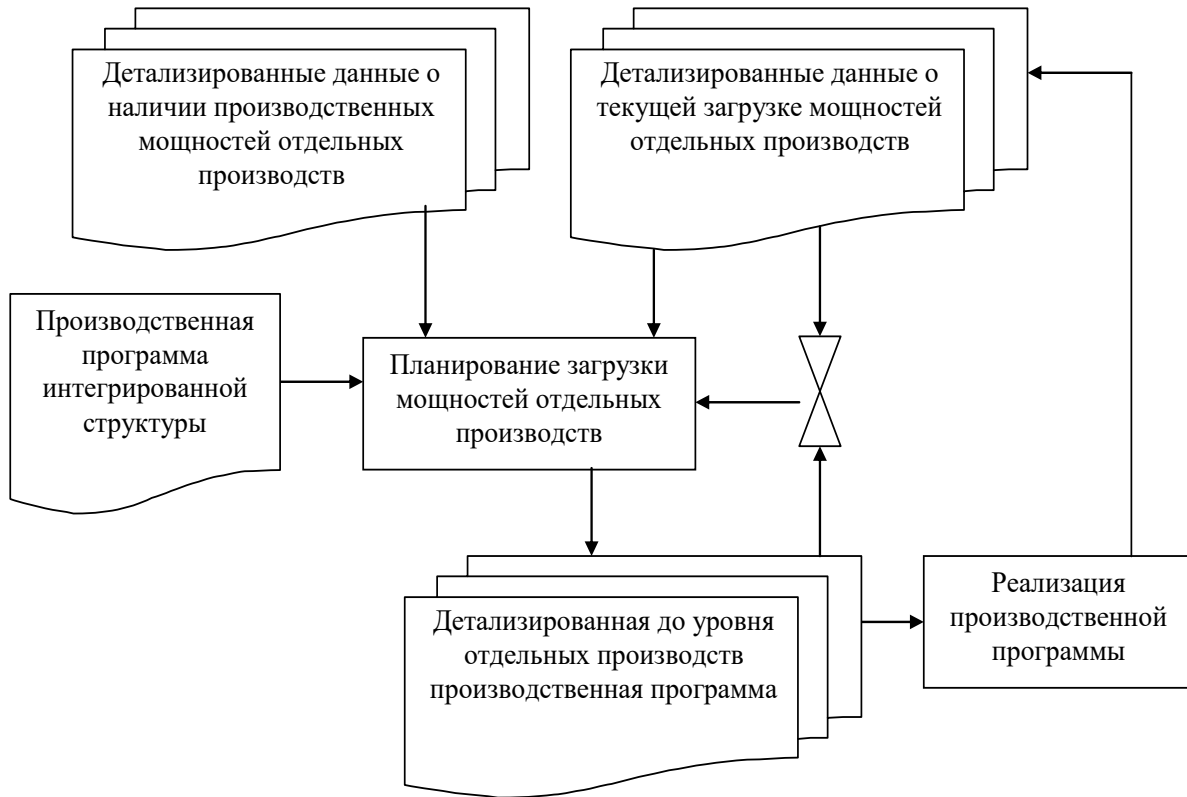 Детализированные данные о
наличии производственных
мощностей отдельных
производств
Детализированные данные о
текущей загрузке мощностей
отдельных производств
Производственная
программа
интегрированной
структуры
Планирование загрузки
мощностей отдельных
производств
Детализированная до уровня
отдельных производств
производственная программа
Реализация
производственной
программы